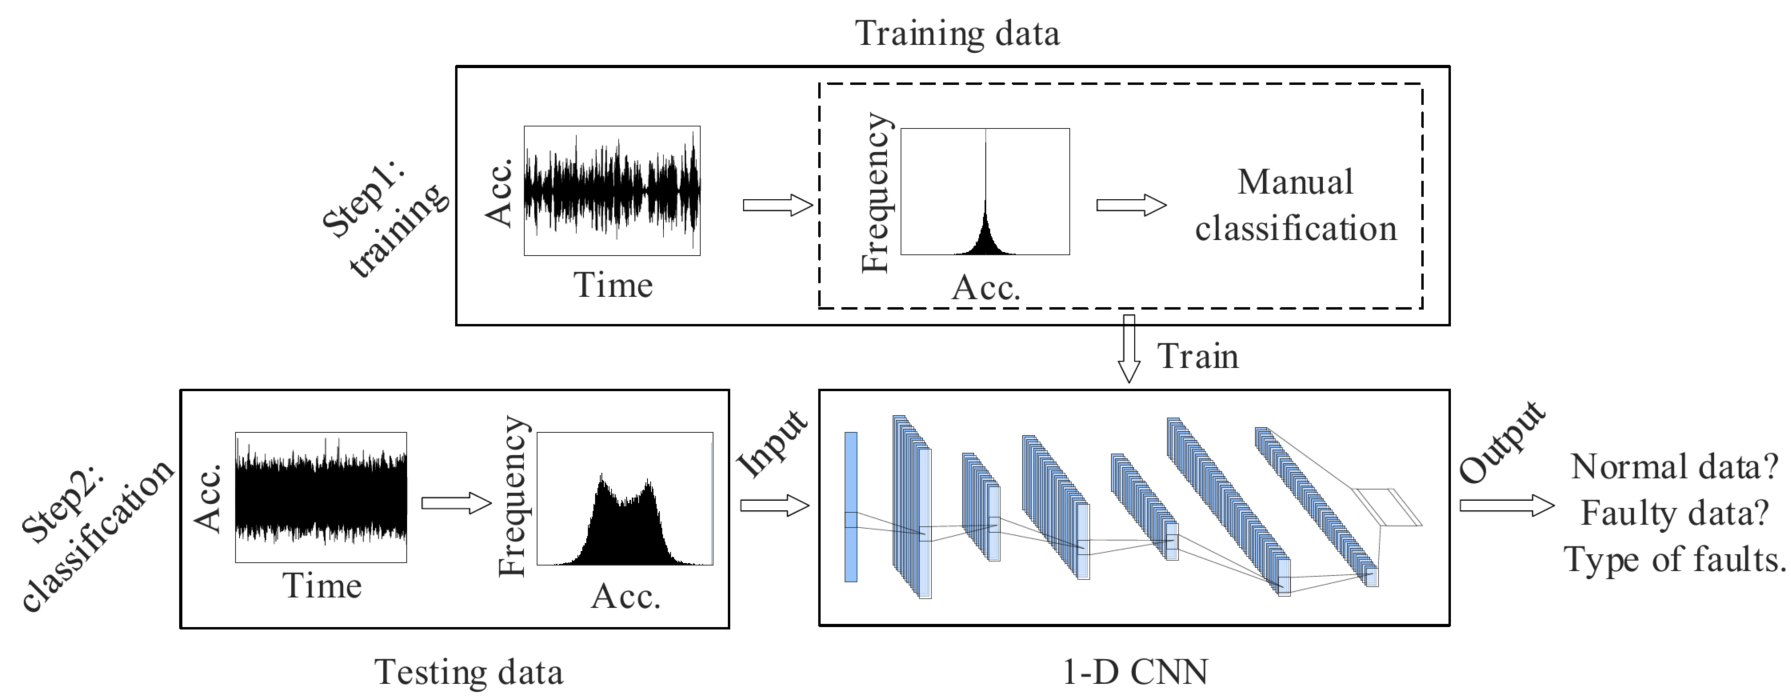 Training data
Step1:
training
Acc.
Time
Frequency
Acc.
Manual
classification
Train
Step2:
classification
Acc.
Time
Frequency
Acc.
Input
Output
Normal data?
Faulty data?
Type of faults.
Testing data
1-D CNN